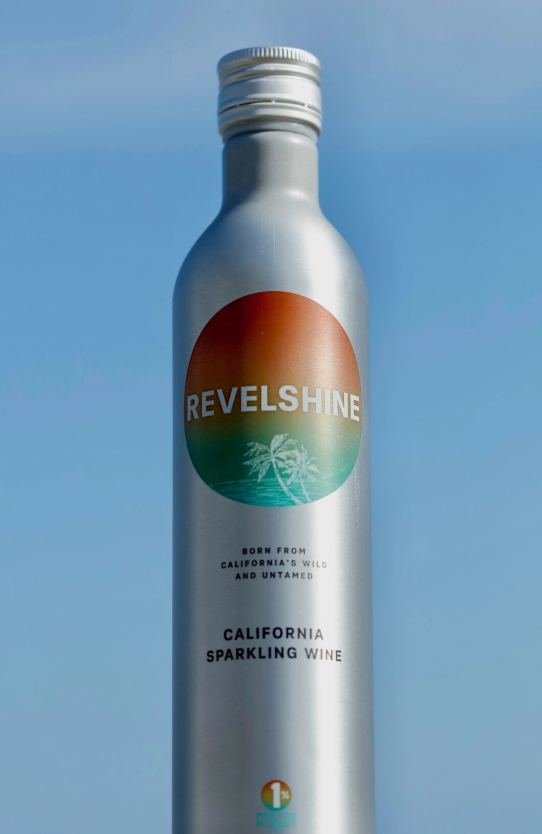 REVELSHINE
BORN FROM
CALIFORNIA'S WILD
AND UNTAMED
CALIFORNIA
SPARKLING WINE
1%